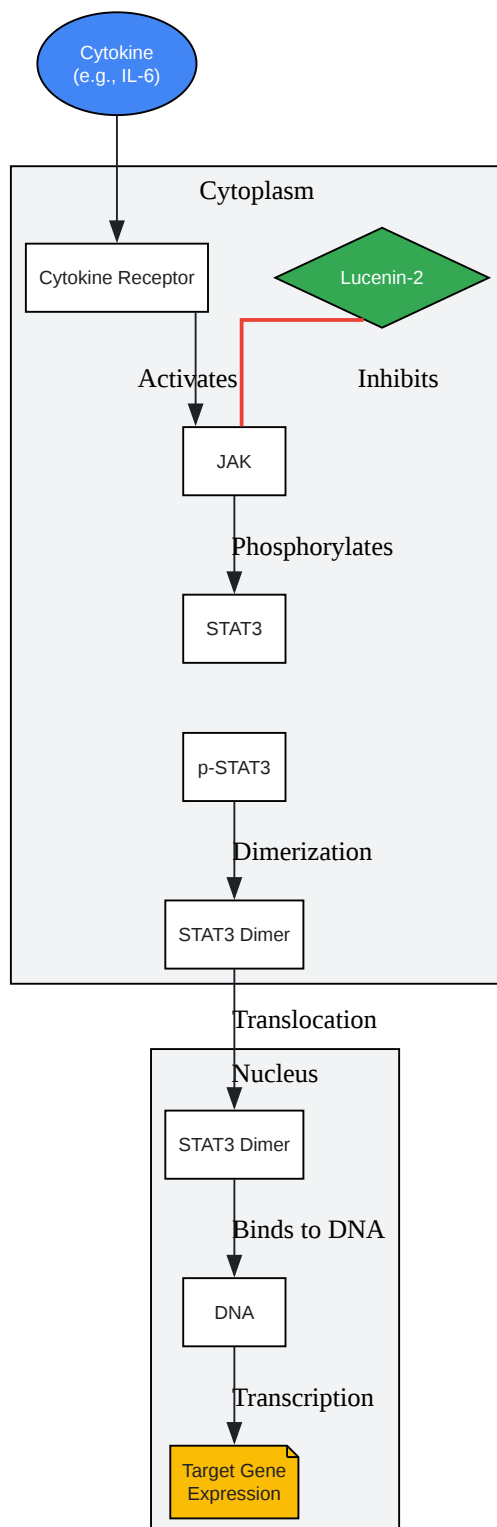 Cytokine
(e.g., IL-6)
Cytoplasm
Cytokine Receptor
Lucenin-2
Activates
Inhibits
JAK
Phosphorylates
STAT3
p-STAT3
Dimerization
STAT3 Dimer
Translocation
Nucleus
STAT3 Dimer
Binds to DNA
DNA
Transcription
Target Gene
Expression